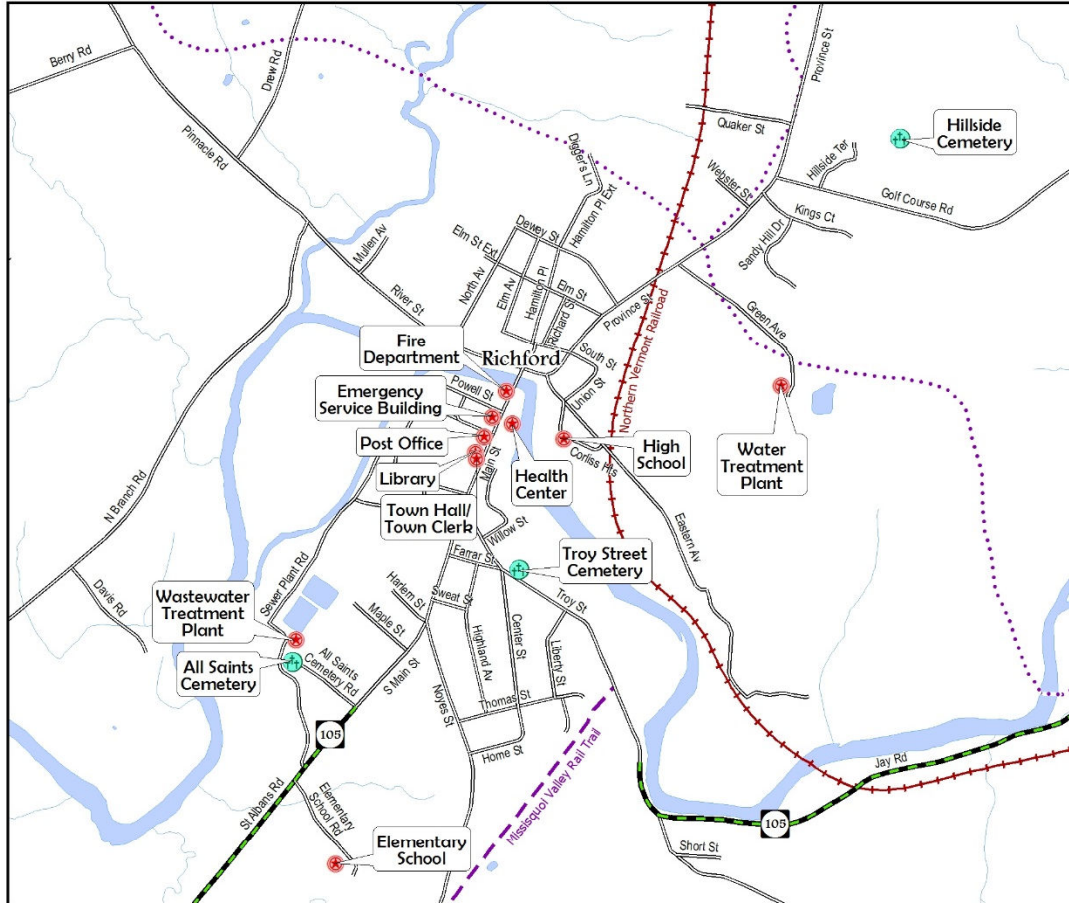 Berry Rd
Drew Rd
Pinnacle Rd
Province St
Quaker St
Hillside
Cemetery
Digger's Ln
Hillside Ter
Webster St
Golf Course Rd
Hamilton Pl Ext
Kings Ct
Mullen Av
Dewey St
Elm St Ext
Sandy Hill Dr
North Av
Elm Av
Hamilton Pl
Elm St
River St
Richard St
Province St
Green Ave
Northern Vermont Railroad
Fire
Department
Richford
South St
Powell St
Union St
Emergency
Service Building
Post Office
Main St
High
School
Water
Treatment
Plant
Library
Health
Center
Corliss Hts
N Branch Rd
Town Hall/
Town Clerk
Willow St
Eastern Av
Farrar St
Troy Street
Cemetery
Sewer Plant Rd
Davis Rd
Wastewater
Treatment
Plant
Harlem St
Sweat St
Troy St
Maple St
Highland Av
Center St
Liberty St
All Saints
Cemetery
All Saints
Cemetery Rd
S Main St
Noyes St
Thomas St
105
Home St
Missisquoi Valley Rail Trail
Jay Rd
St Albans Rd
Elementary
School Rd
105
Elementary
School
Short St